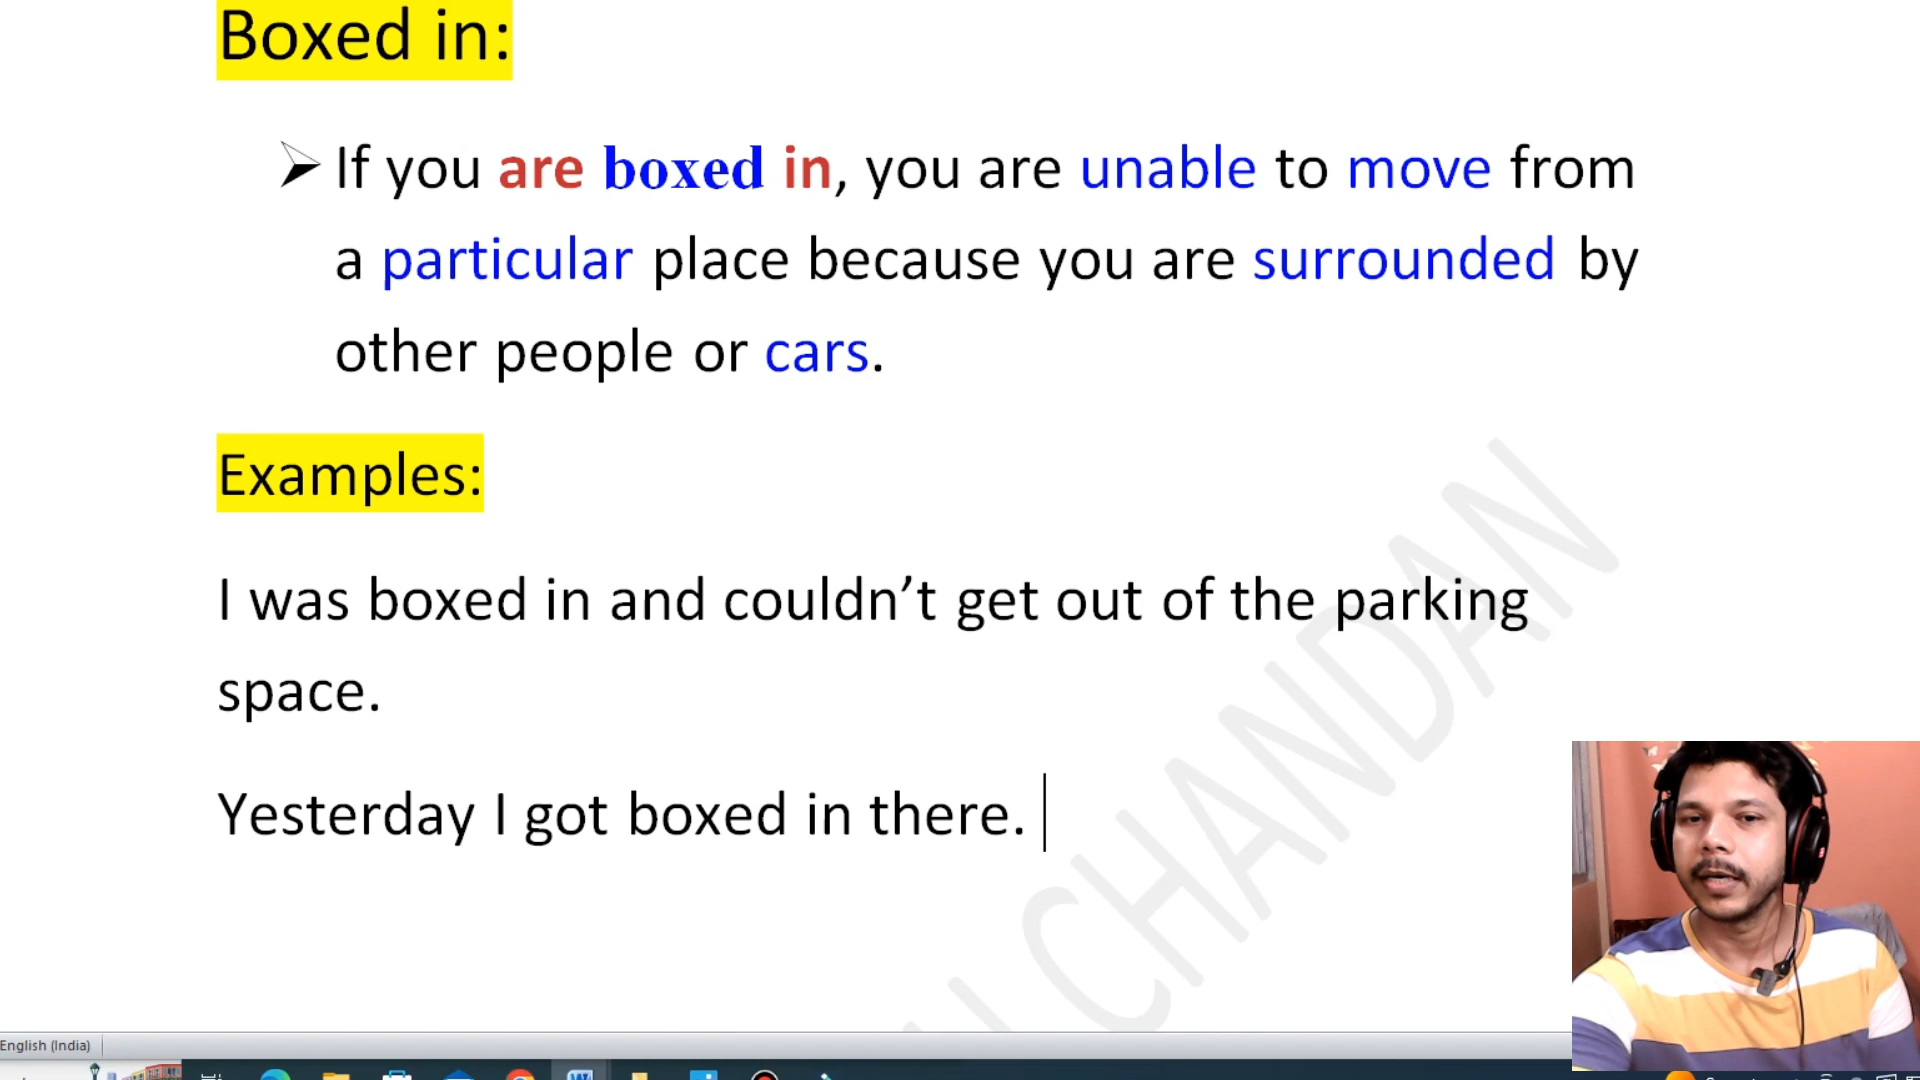 Boxed in:
➢ If you are boxed in, you are unable to move from
a particular place because you are surrounded by
other people or cars.
Examples:
I was boxed in and couldn’t get out of the parking
space.
Yesterday I got boxed in there.
CHANDAN
English (India)